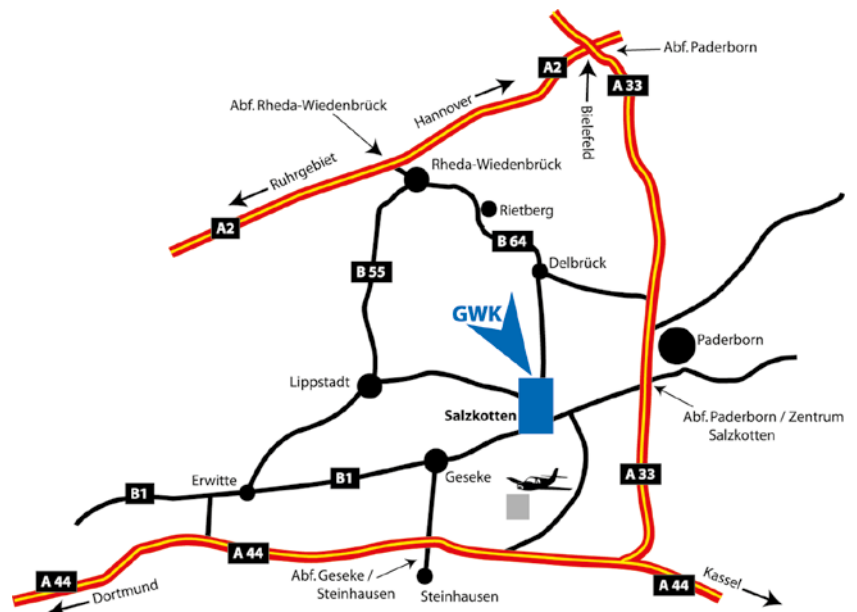 Abf. Paderborn
A2
A 33
Hannover
Abf. Rheda-Wiedenbrück
Bielefeld
Rheda-Wiedenbrück
Ruhrgebiet
Rietberg
A2
B 64
B 55
Delbrück
GWK
Paderborn
Lippstadt
Salzkotten
Abf. Paderborn / Zentrum
Salzkotten
Erwitte
B1
B1
Geseke
A 33
A 44
A 44
Dortmund
Abf. Geseke /
Steinhausen
Steinhausen
A 44
Kassel